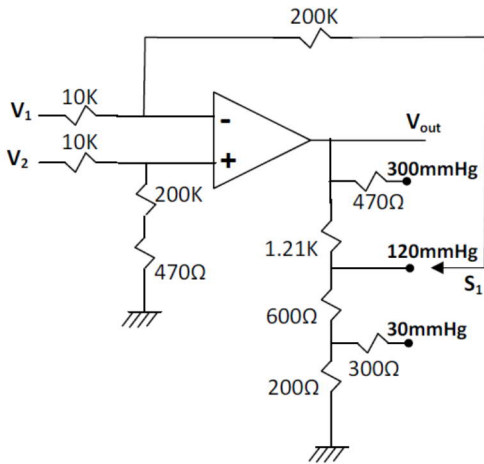 200K
10K
V1
-
10K
V2
+
Vout
300mmHg
200K
470Ω
1.21K
120mmHg
470Ω
S1
600Ω
30mmHg
300Ω
200Ω